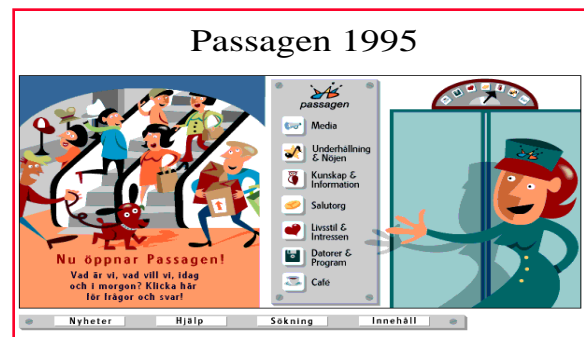 Passagen 1995
passagen
Media
Underhållning
& Nöjen
Kunskap &
Information
Salutorg
Livsstil &
Intressen
Datorer &
Program
Café
Nu öppnar Passagen!
Vad är vi, vad vill vi, idag
och i morgon? Klicka här
för frågor och svar!
Nyheter
Hjälp
Sökning
Innehåll